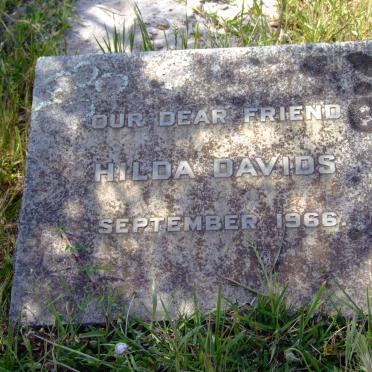 OUR DEAR FRIEND
HILDA DAVIDS
SEPTEMBER 1966